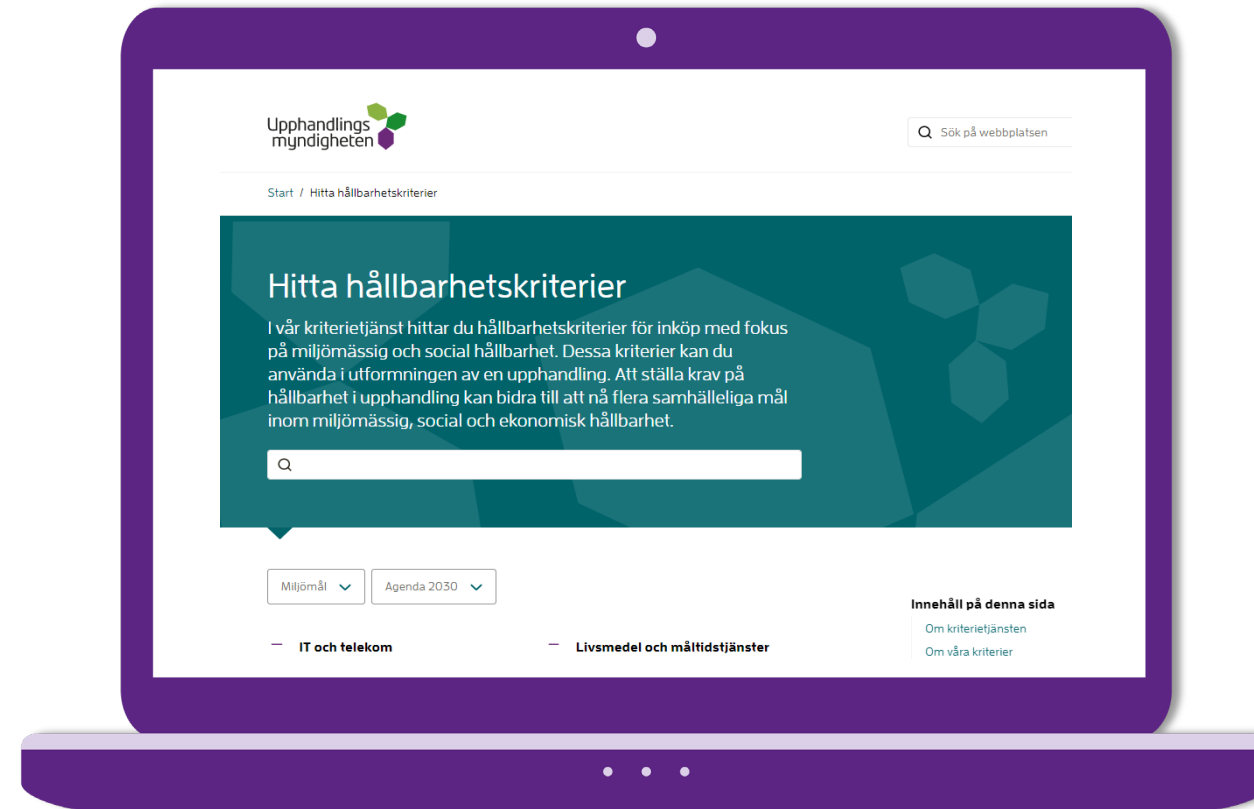 Upphandlings
myndigheten
Sök på webbplatsen
Start / Hitta hållbarhetskriterier
Hitta hållbarhetskriterier
I vår kriterietjänst hittar du hållbarhetskriterier för inköp med fokus
på miljömässig och social hållbarhet. Dessa kriterier kan du
använda i utformningen av en upphandling. Att ställa krav på
hållbarhet i upphandling kan bidra till att nå flera samhälleliga mål
inom miljömässig, social och ekonomisk hållbarhet.
Miljömål
Agenda 2030
IT och telekom
Livsmedel och måltidstjänster
Innehåll på denna sida
Om kriterietjänsten
Om våra kriterier